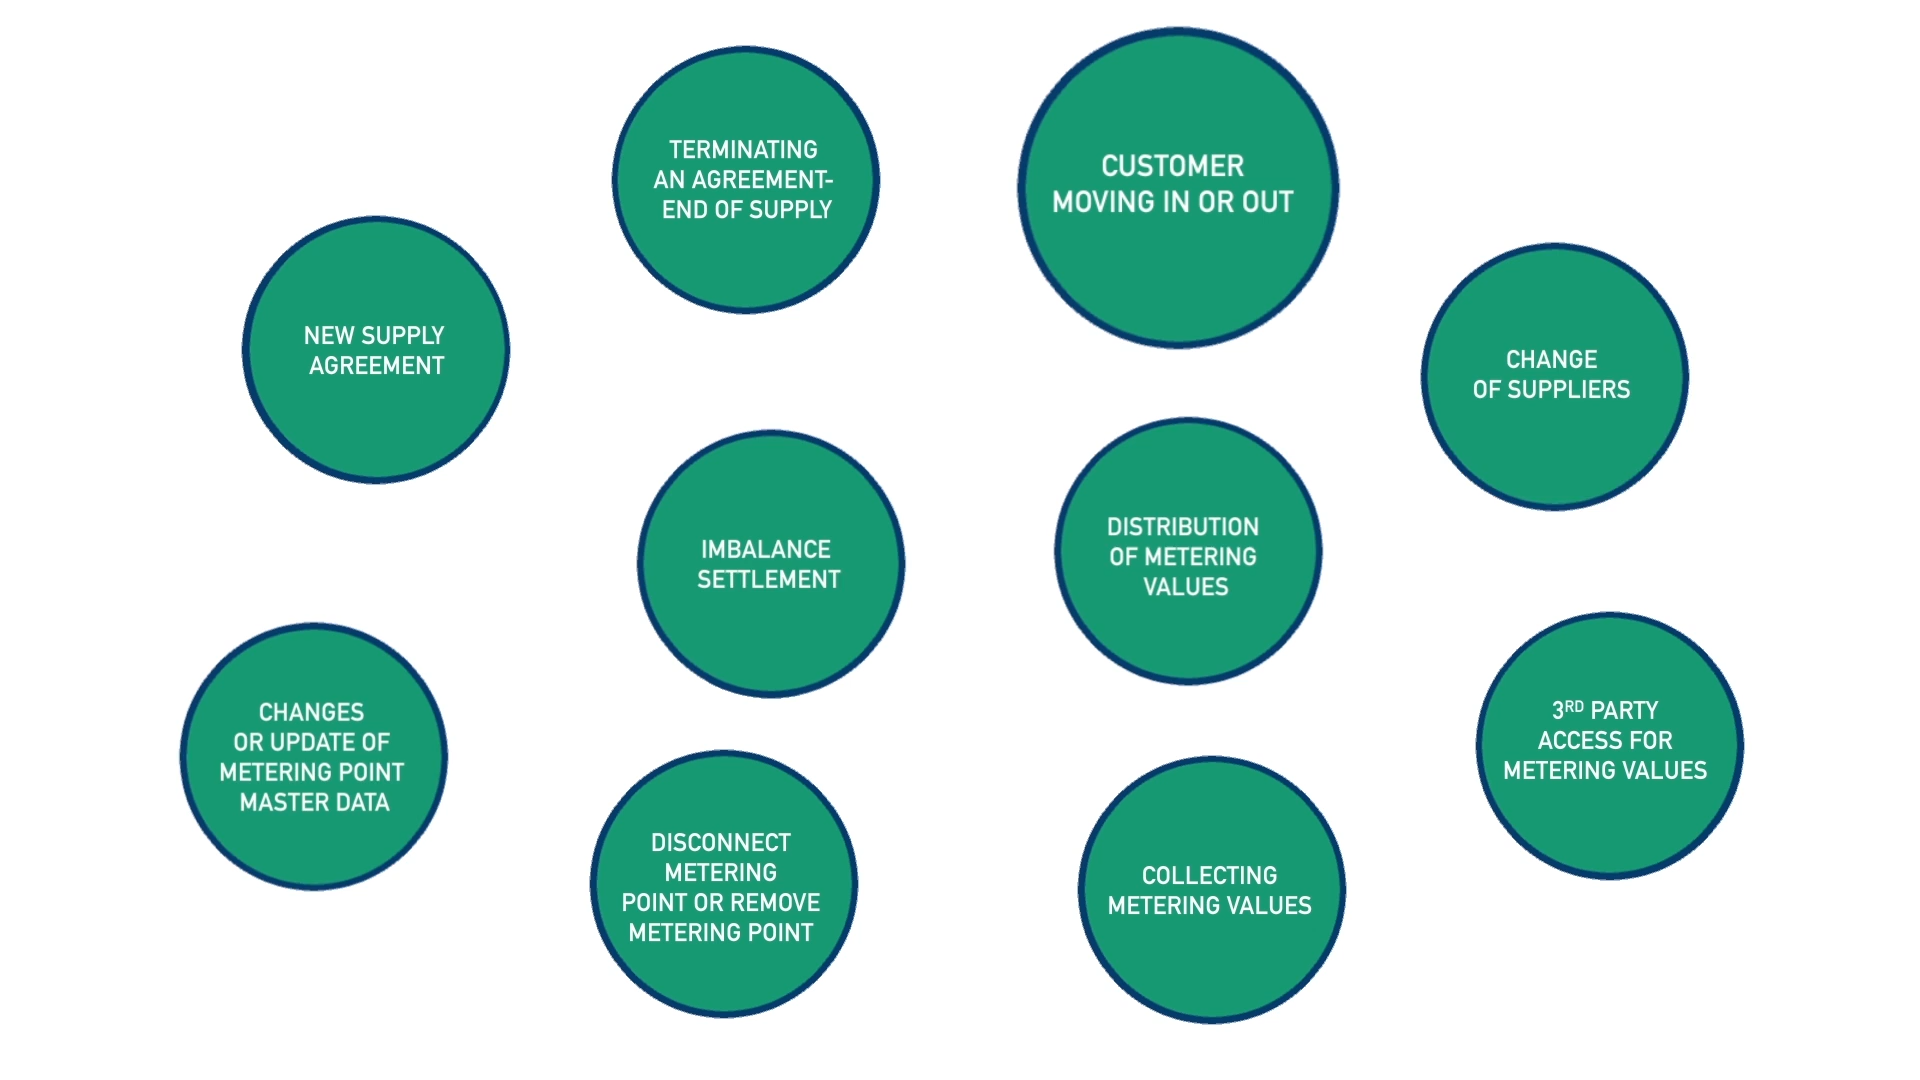 TERMINATING
AN AGREEMENT-
END OF SUPPLY
CUSTOMER
MOVING IN OR OUT
NEW SUPPLY
AGREEMENT
CHANGE
OF SUPPLIERS
IMBALANCE
SETTLEMENT
DISTRIBUTION
OF METERING
VALUES
CHANGES
OR UPDATE OF
METERING POINT
MASTER DATA
3RD PARTY
ACCESS FOR
METERING VALUES
DISCONNECT
METERING
POINT OR REMOVE
METERING POINT
COLLECTING
METERING VALUES